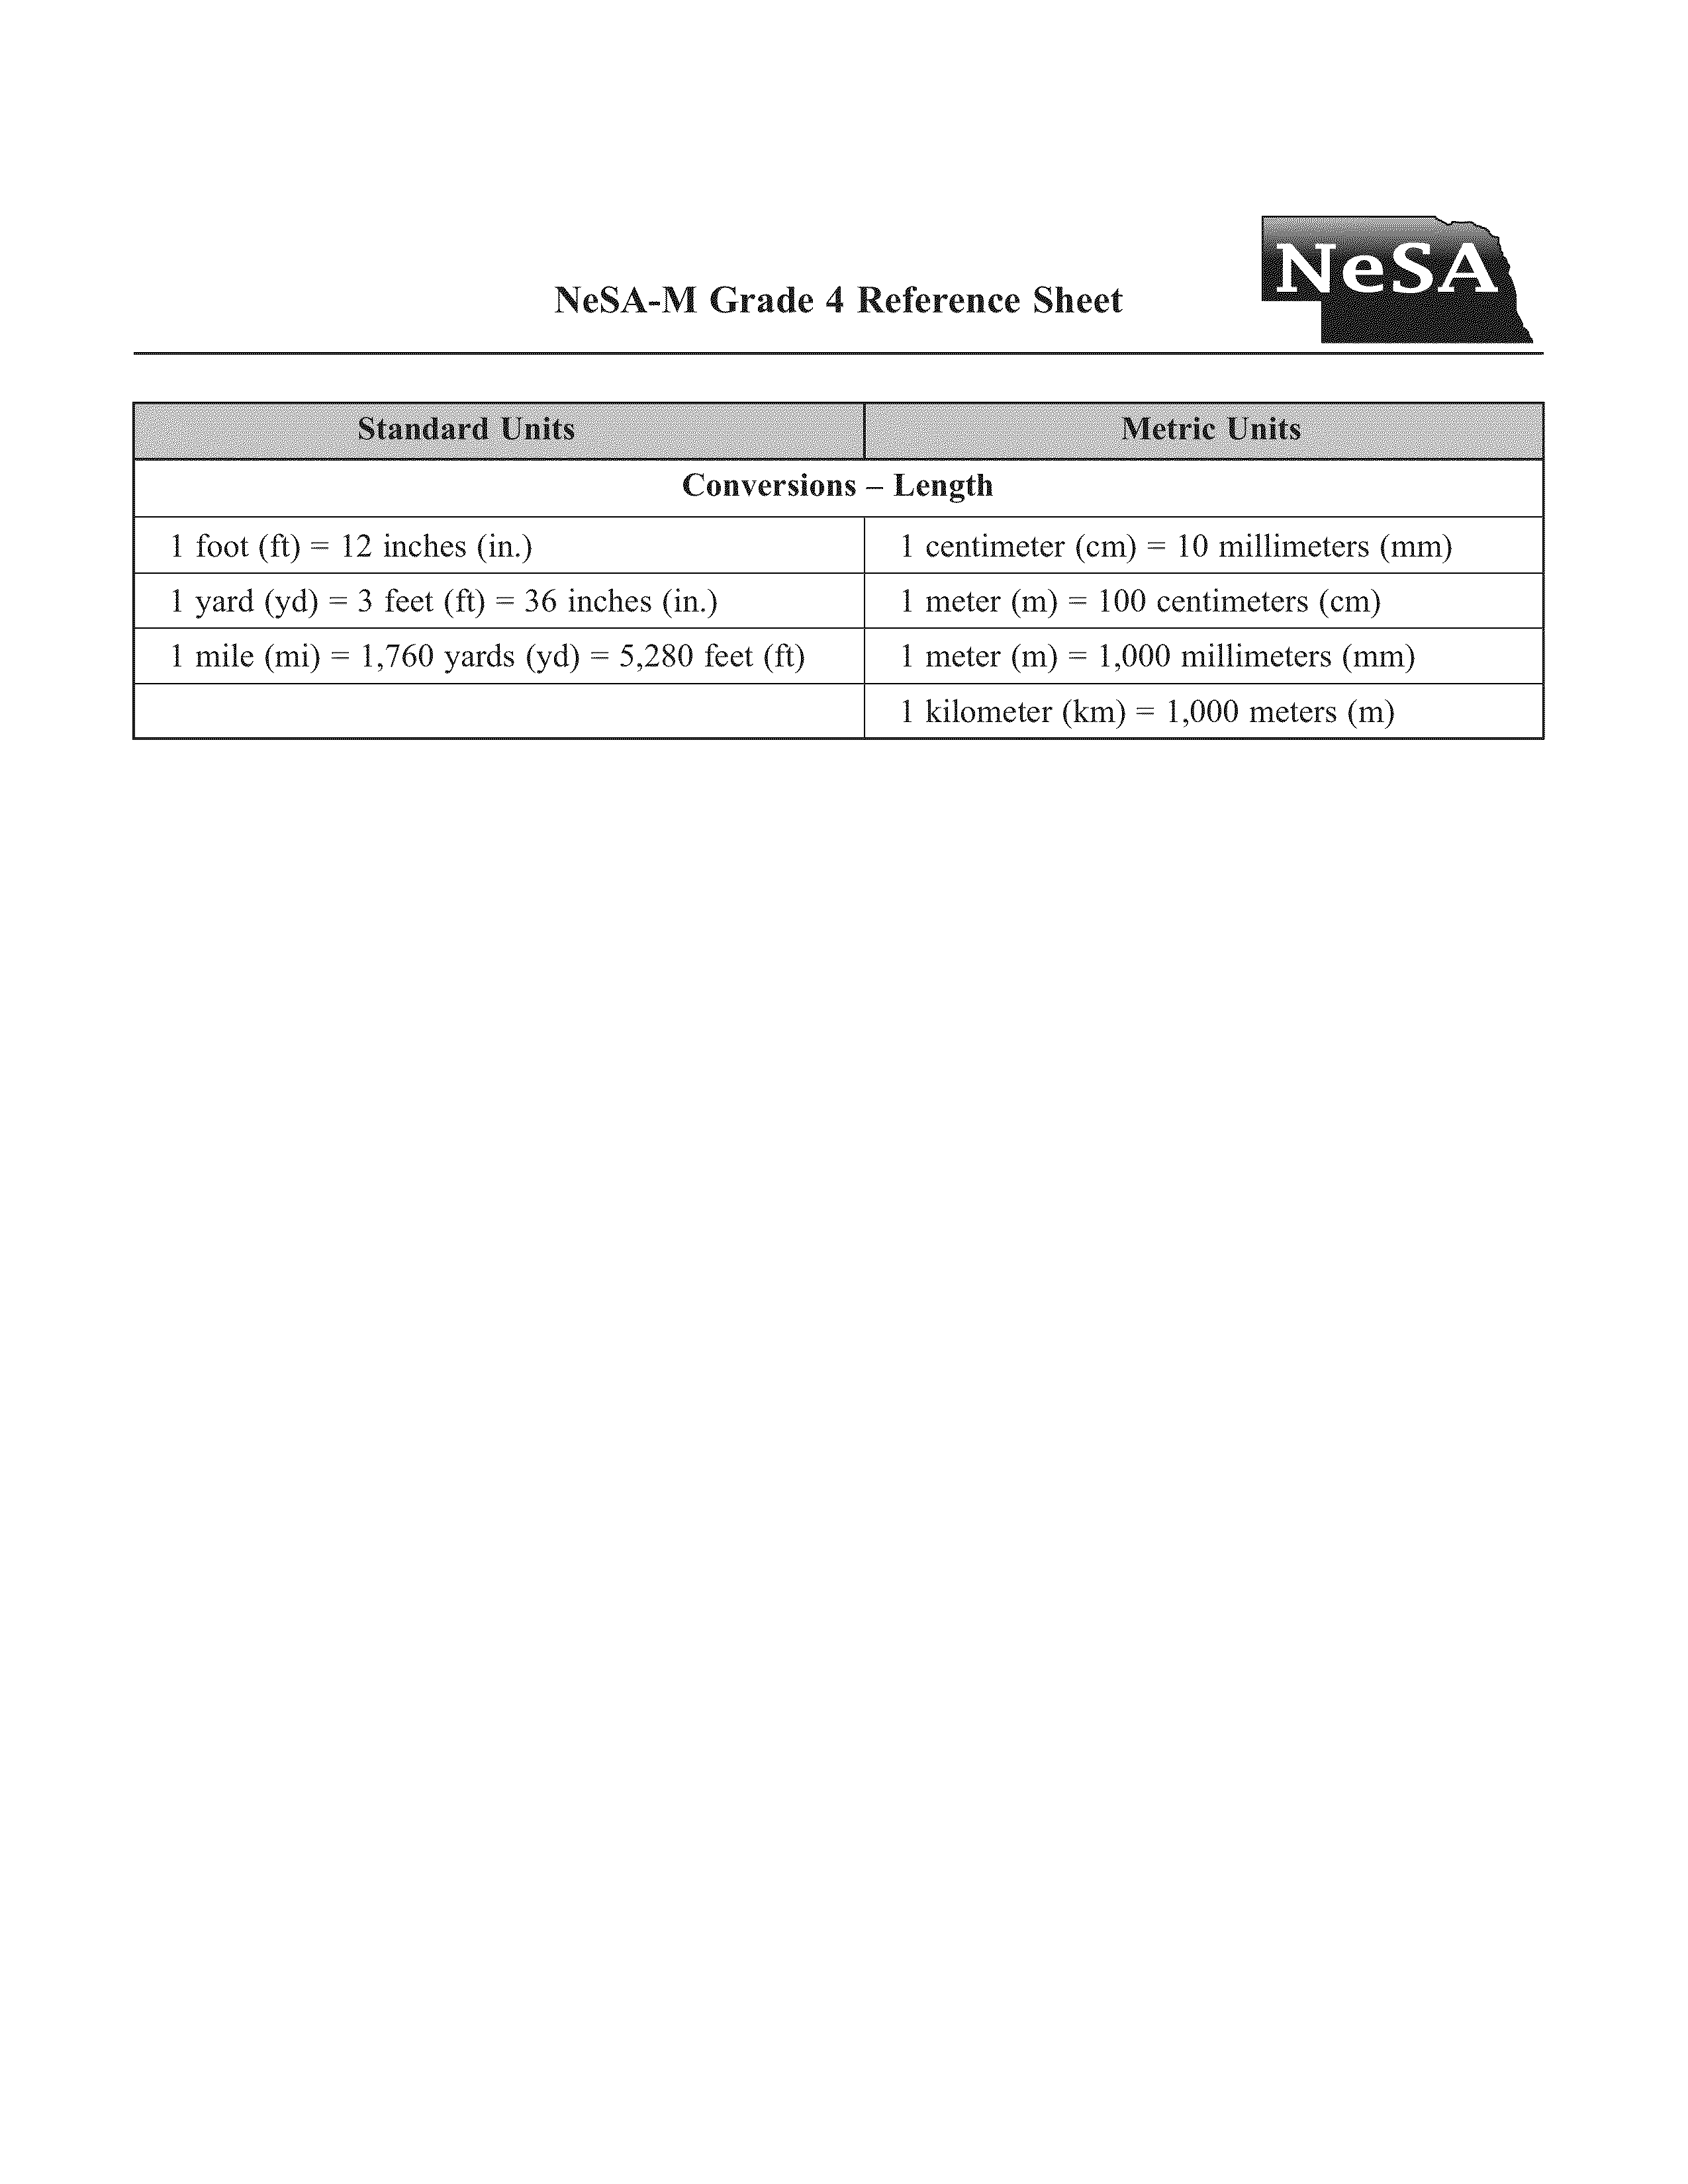 NeSA
NeSA-M Grade 4 Reference Sheet
Standard Units
Metric Units
Conversions – Length
1 foot (ft) = 12 inches (in.)
1 centimeter (cm) = 10 millimeters (mm)
1 yard (yd) = 3 feet (ft) = 36 inches (in.)
1 meter (m) = 100 centimeters (cm)
1 mile (mi) = 1,760 yards (yd) = 5,280 feet (ft)
1 meter (m) = 1,000 millimeters (mm)
1 kilometer (km) = 1,000 meters (m)